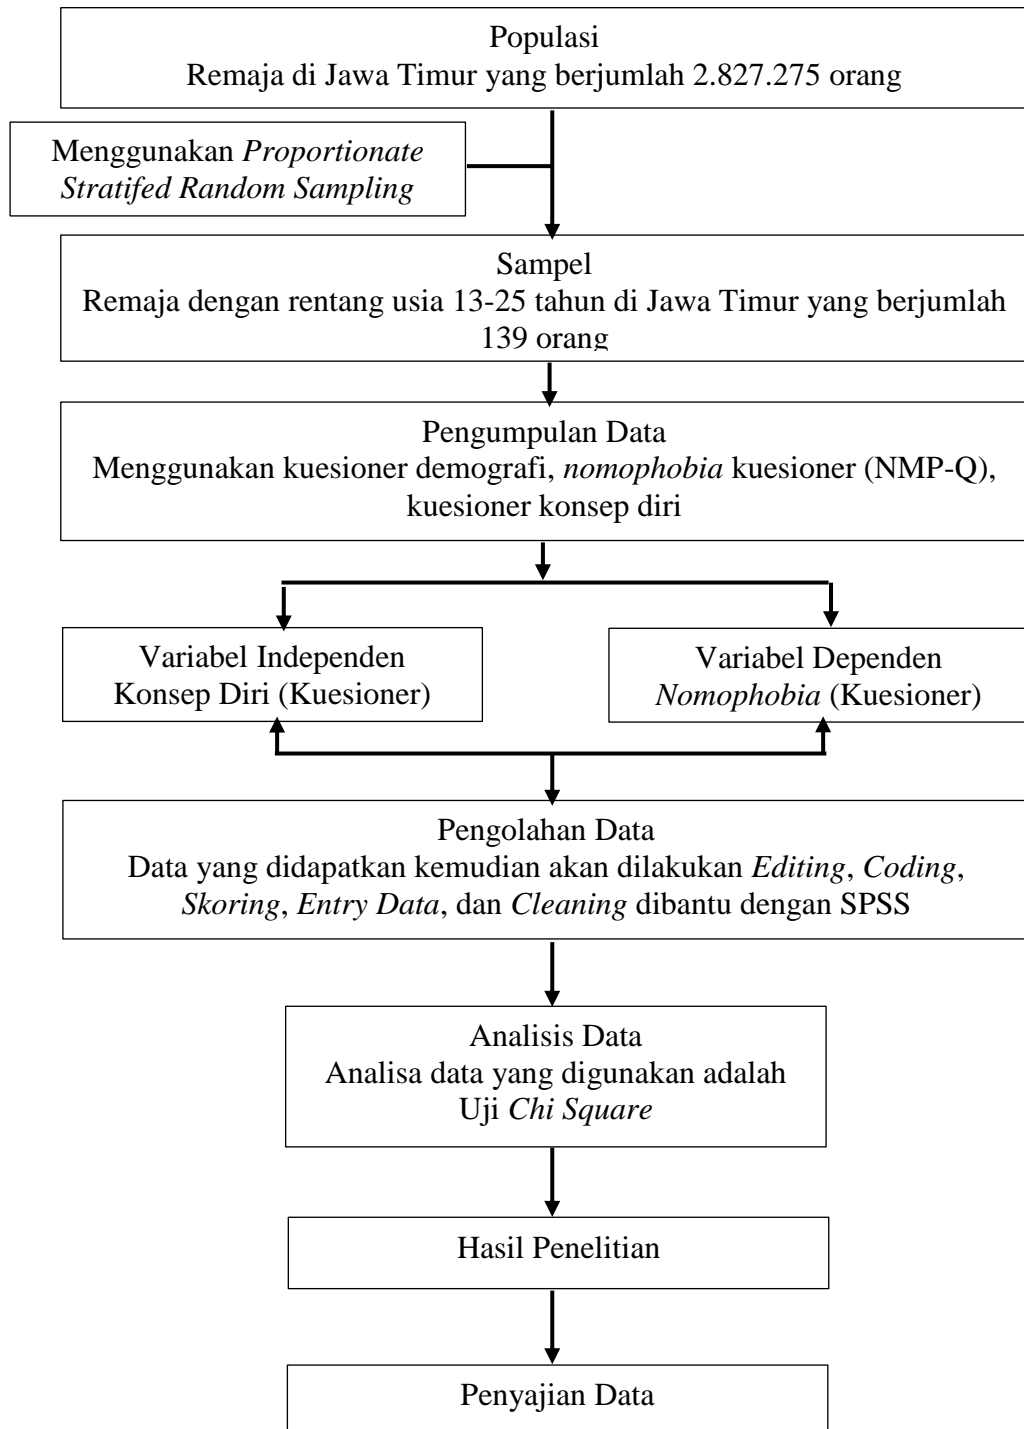 Populasi
Remaja di Jawa Timur yang berjumlah 2.827.275 orang
Menggunakan Proportionate
Stratifed Random Sampling
Sampel
Remaja dengan rentang usia 13-25 tahun di Jawa Timur yang berjumlah
139 orang
Pengumpulan Data
Menggunakan kuesioner demografi, nomophobia kuesioner (NMP-Q),
kuesioner konsep diri
Variabel Independen
Konsep Diri (Kuesioner)
Variabel Dependen
Nomophobia (Kuesioner)
Pengolahan Data
Data yang didapatkan kemudian akan dilakukan Editing, Coding,
Skoring, Entry Data, dan Cleaning dibantu dengan SPSS
Analisis Data
Analisa data yang digunakan adalah
Uji Chi Square
Hasil Penelitian
Penyajian Data